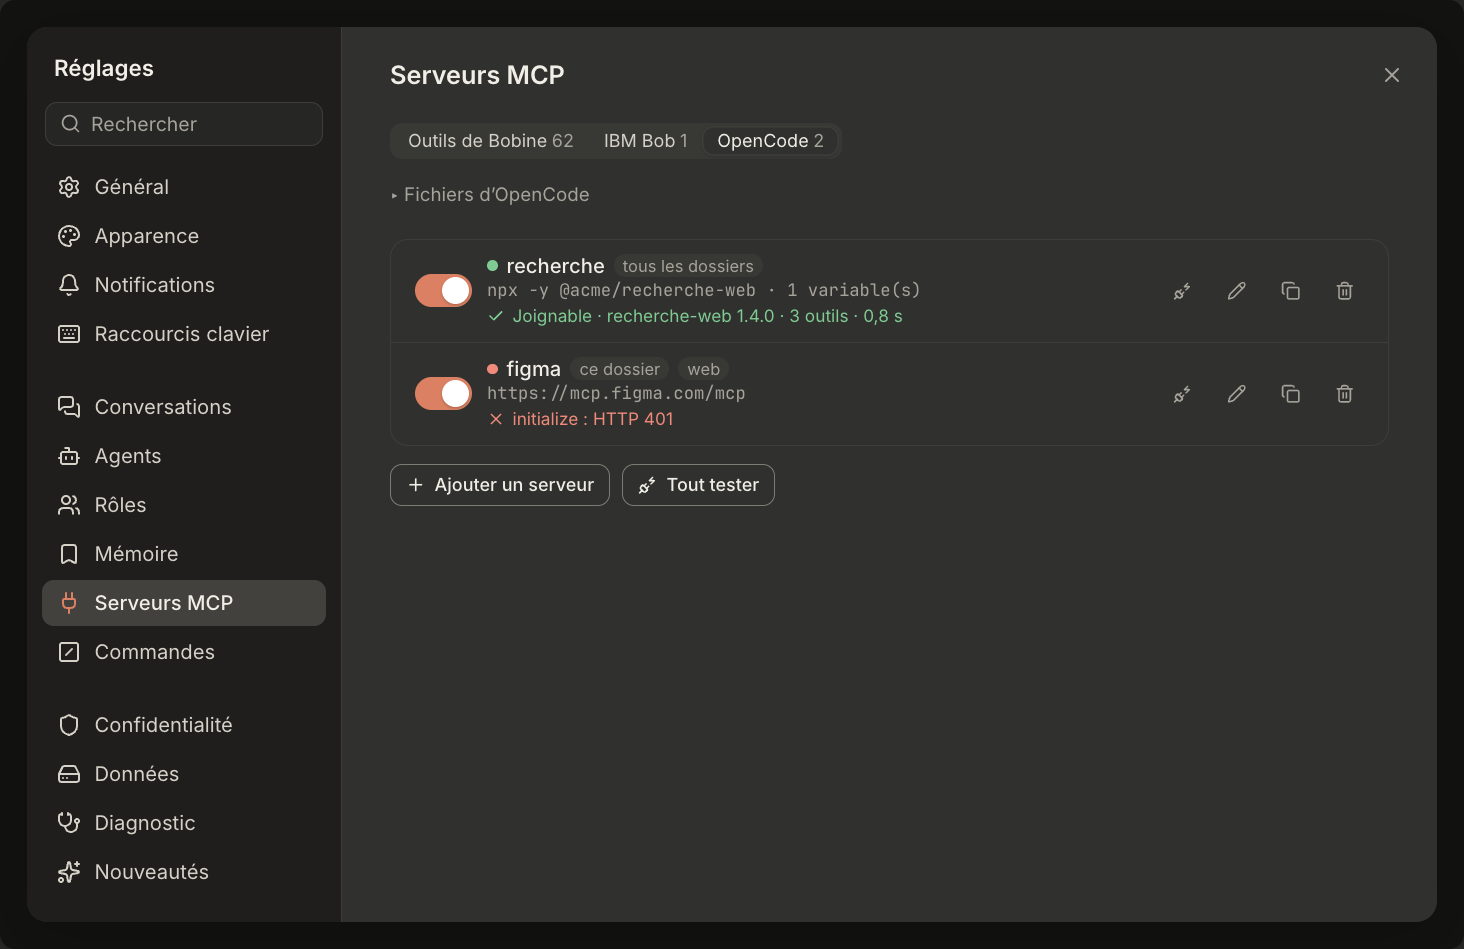 Réglages
Rechercher
Général
Apparence
Notifications
Raccourcis clavier
Conversations
Agents
Rôles
Mémoire
Serveurs MCP
Commandes
Confidentialité
Données
Diagnostic
Nouveautés
Serveurs MCP
Outils de Bobine 62 IBM Bob 1 OpenCode 2
Fichiers d’OpenCode
recherche tous les dossiers
npx -y @acme/recherche-web · 1 variable(s)
Joignable · recherche-web 1.4.0 · 3 outils · 0,8 s
figma ce dossier web
https://mcp.figma.com/mcp
initialize : HTTP 401
Ajouter un serveur Tout tester